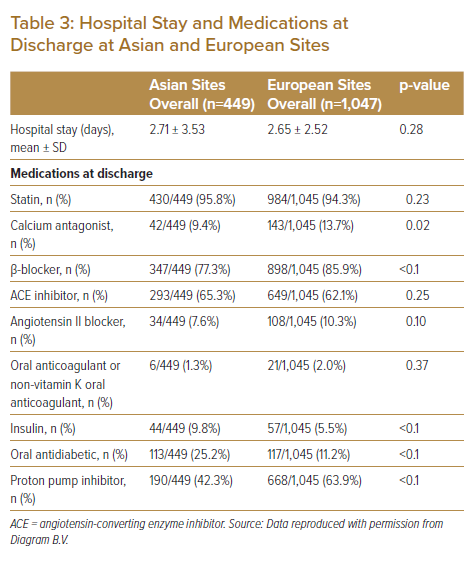 Table 3: Hospital Stay and Medications at
Discharge at Asian and European Sites
Asian Sites European Sites p-value
Overall (n=449) Overall (n=1,047)
Hospital stay (days), 2.71 ± 3.53 2.65 ± 2.52 0.28
mean ± SD
Medications at discharge
Statin, n (%) 430/449 (95.8%) 984/1,045 (94.3%) 0.23
Calcium antagonist, 42/449 (9.4%) 143/1,045 (13.7%) 0.02
n (%)
β-blocker, n (%) 347/449 (77.3%) 898/1,045 (85.9%) <0.1
ACE inhibitor, n (%) 293/449 (65.3%) 649/1,045 (62.1%) 0.25
Angiotensin II blocker, 34/449 (7.6%) 108/1,045 (10.3%) 0.10
n (%)
Oral anticoagulant or 6/449 (1.3%) 21/1,045 (2.0%) 0.37
non-vitamin K oral
anticoagulant, n (%)
Insulin, n (%) 44/449 (9.8%) 57/1,045 (5.5%) <0.1
Oral antidiabetic, n (%) 113/449 (25.2%) 117/1,045 (11.2%) <0.1
Proton pump inhibitor, 190/449 (42.3%) 668/1,045 (63.9%) <0.1
n (%)
ACE = angiotensin-converting enzyme inhibitor. Source: Data reproduced with permission from
Diagram B.V.